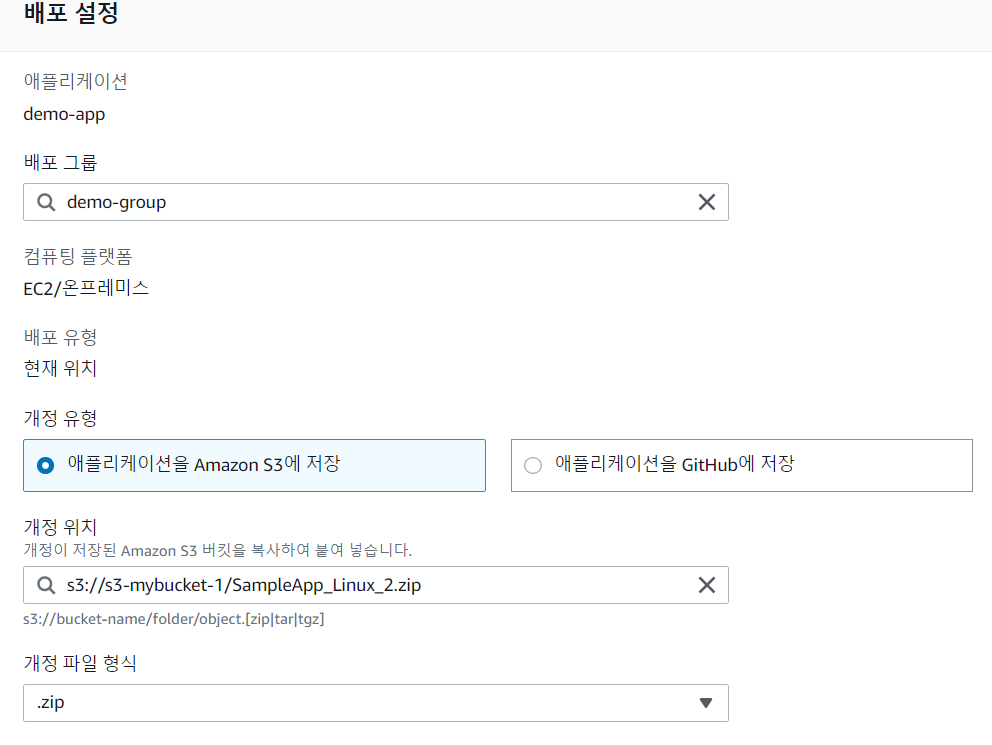 배포 설정
애플리케이션
demo-app
배포 그룹
demo-group
컴퓨팅 플랫폼
EC2/온프레미스
배포 유형
현재 위치
개정 유형
애플리케이션을 Amazon S3에 저장
애플리케이션을 GitHub에 저장
개정 위치
개정이 저장된 Amazon S3 버킷을 복사하여 붙여 넣습니다.
s3://s3-mybucket-1/SampleApp_Linux_2.zip
s3://bucket-name/folder/object.[zip|tar|tgz]
개정 파일 형식
.zip